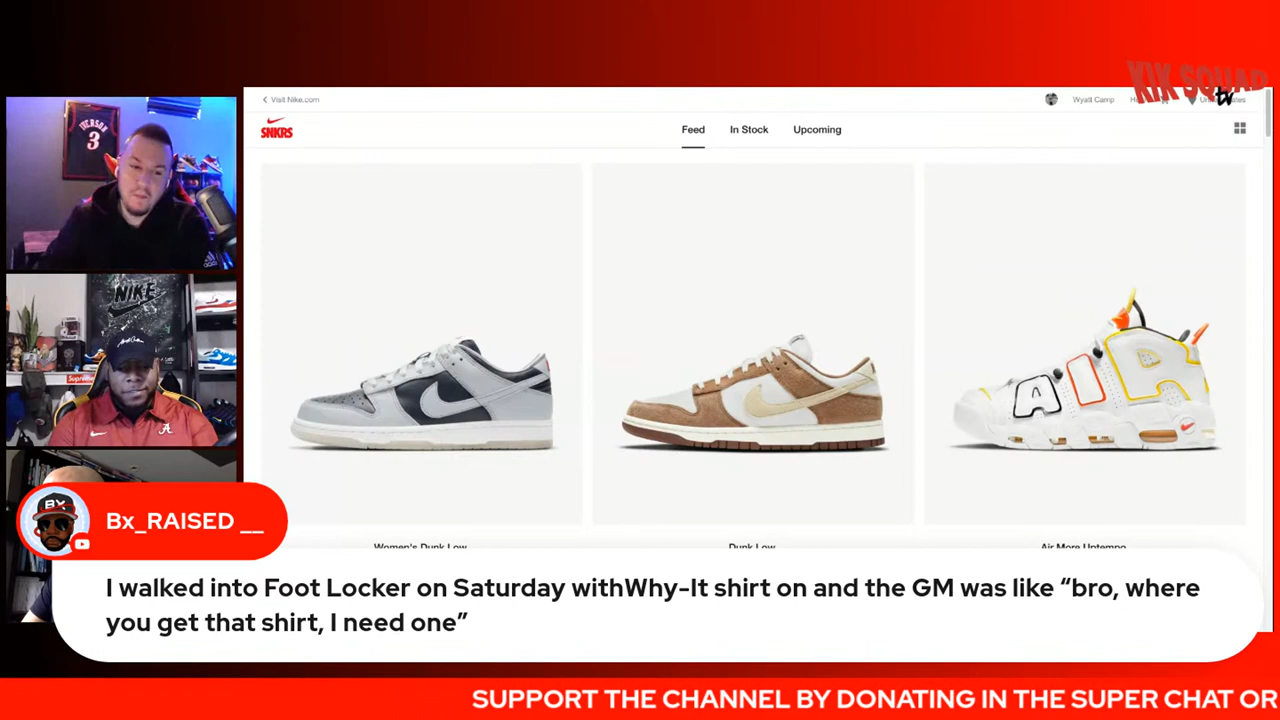 KIK SQUAD
tv
IVERSON
3
NIKE
Supreme
A
Visit Nike.com
Wyatt Camp
SNKRS
Feed
In Stock
Upcoming
AI
Women's Dunk Low
Dunk Low
Air More Uptempo
BX
Bx_RAISED __
I walked into Foot Locker on Saturday withWhy-It shirt on and the GM was like “bro, where
you get that shirt, I need one”
SUPPORT THE CHANNEL BY DONATING IN THE SUPER CHAT OR